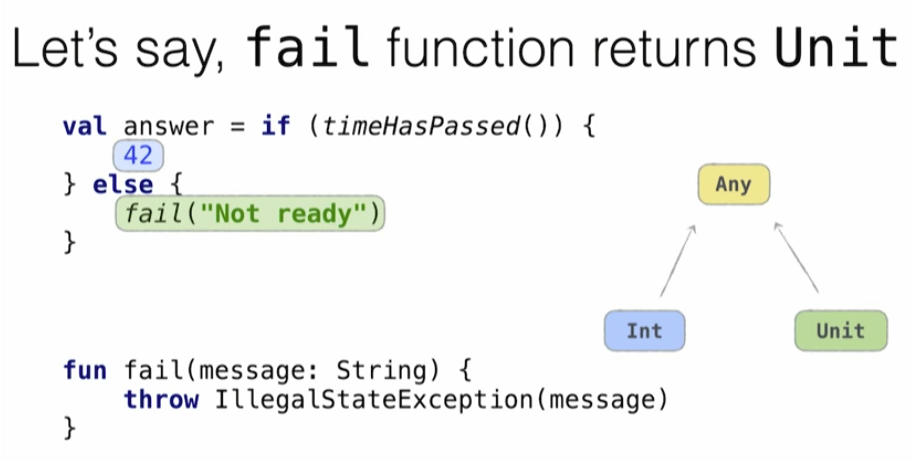 Let's say, fail function returns Unit
val answer = if (timeHasPassed()) {
42
} else {
fail("Not ready")
}
Any
Int
Unit
fun fail(message: String) {
throw IllegalStateException(message)
}